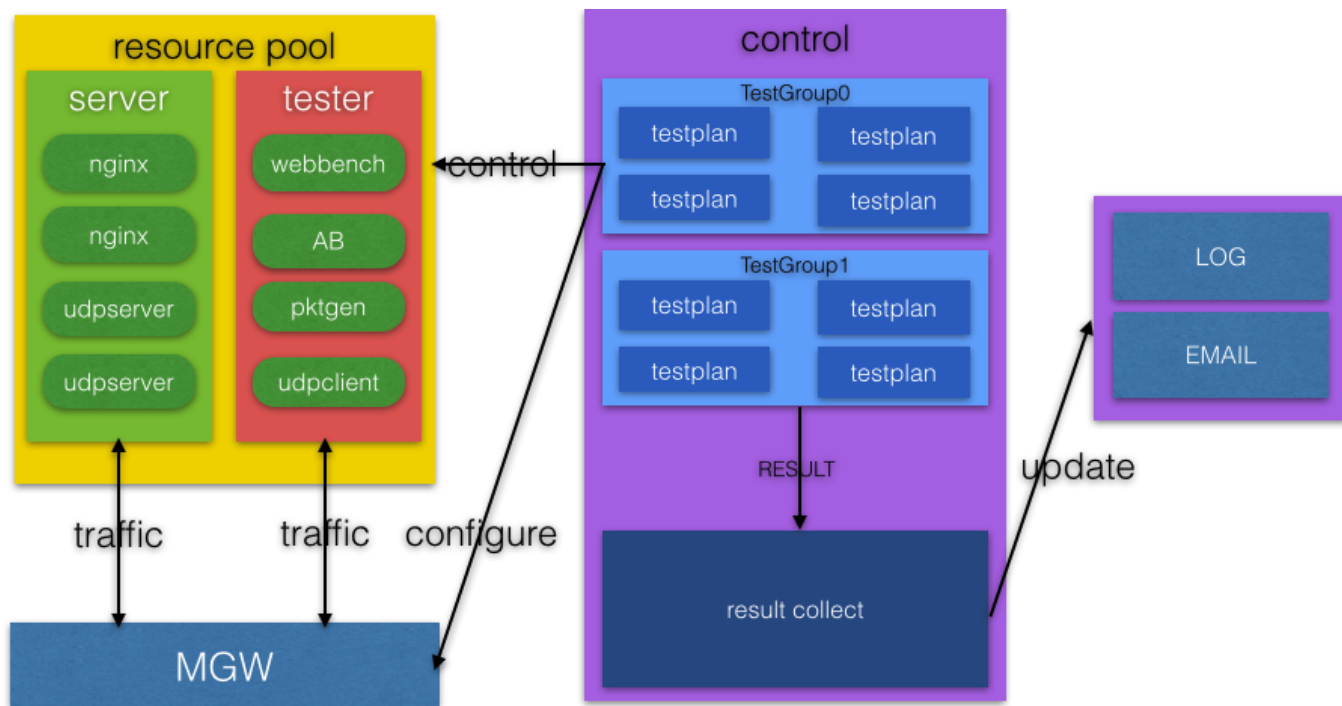 resource pool
server
nginx
nginx
udpserver
udpserver
tester
webbench
AB
pktgen
udpclient
traffic
traffic
MGW
control
configure
control
TestGroup0
testplan
testplan
testplan
testplan
TestGroup1
testplan
testplan
testplan
testplan
RESULT
result collect
update
LOG
EMAIL